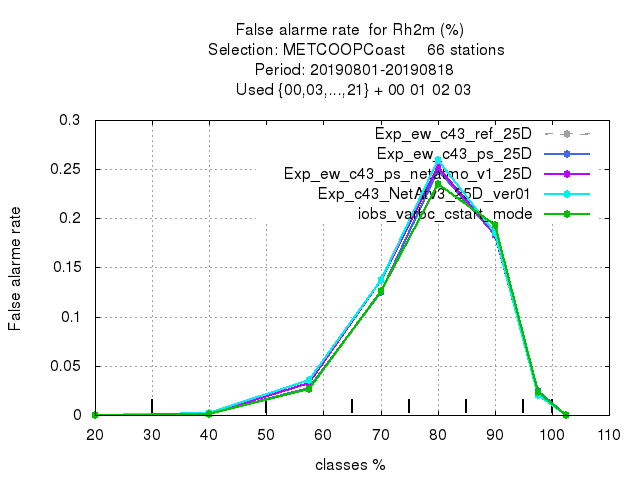 False alarme rate  for Rh2m (%)
Selection: METCOOPCoast     66 stations
Period: 20190801-20190818
Used {00,03,...,21} + 00 01 02 03
0.3
0.25
0.2
0.15
0.1
0.05
0
False alarme rate
Exp_ew_c43_ref_25D
Exp_ew_c43_ps_25D
Exp_ew_c43_ps_netatmo_v1_25D
Exp_c43_NetAtv3_25D_ver01
iobs_varbc_cstart_mode
20 30 40 50 60 70 80 90 100 110
classes %